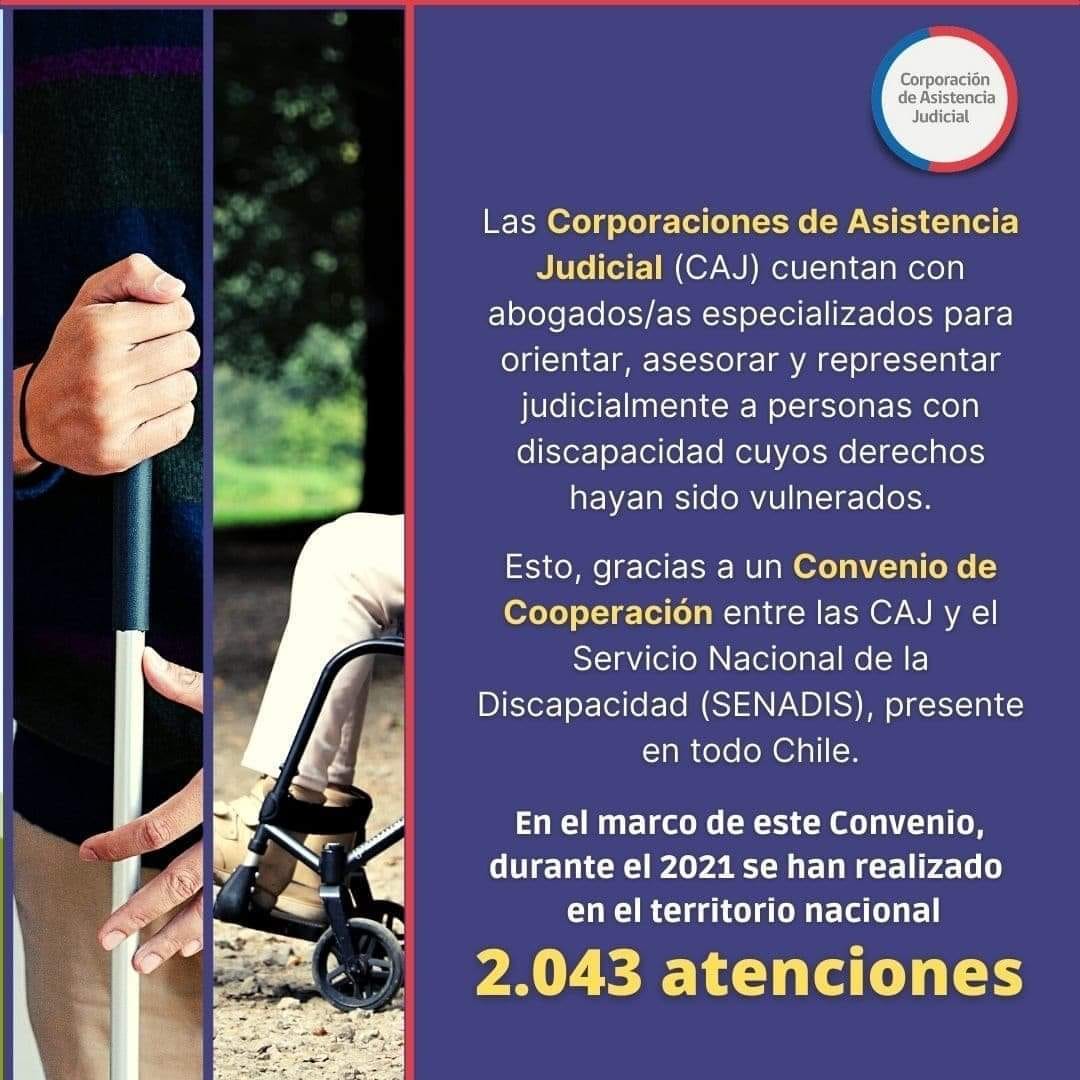 Corporación
de Asistencia
Judicial
Las Corporaciones de Asistencia
Judicial (CAJ) cuentan con
abogados/as especializados para
orientar, asesorar y representar
judicialmente a personas con
discapacidad cuyos derechos
hayan sido vulnerados.
Esto, gracias a un Convenio de
Cooperación entre las CAJ y el
Servicio Nacional de la
Discapacidad (SENADIS), presente
en todo Chile.
En el marco de este Convenio,
durante el 2021 se han realizado
en el territorio nacional
2.043 atenciones